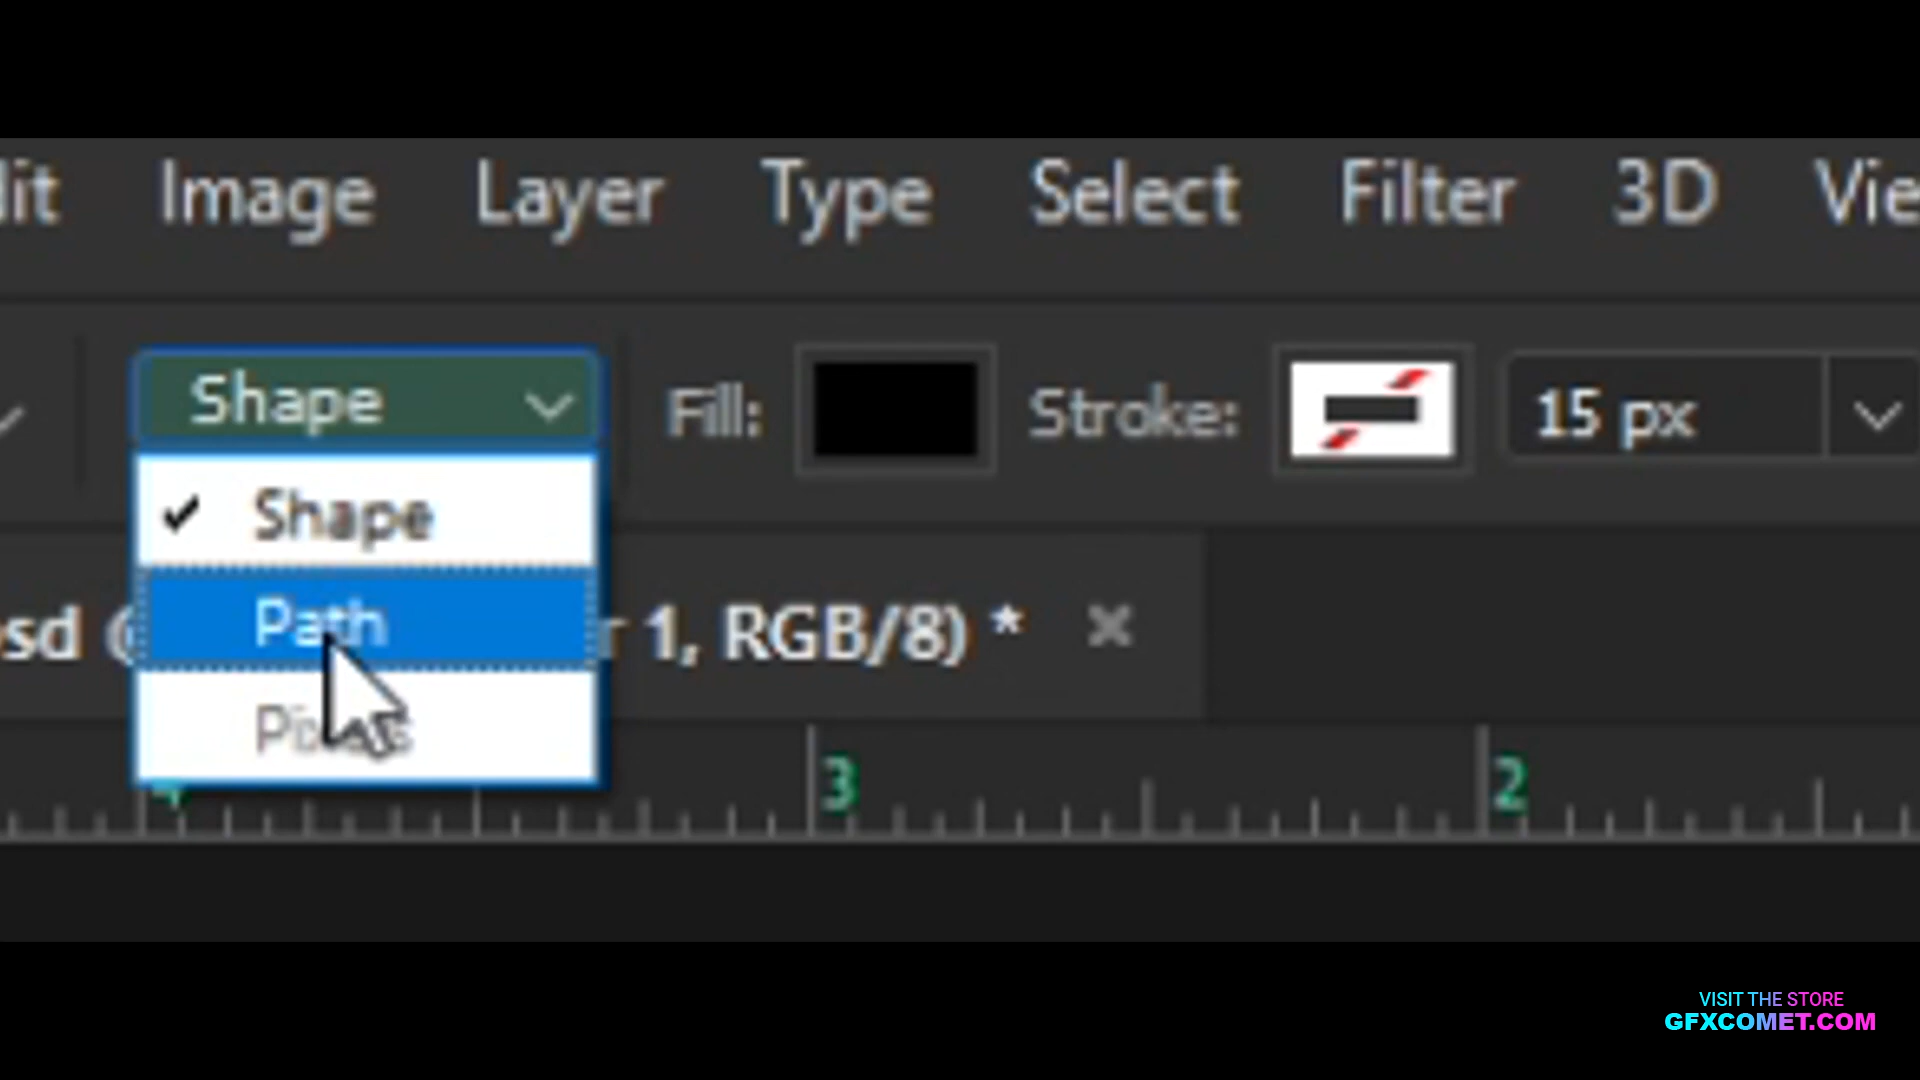 lit Image Layer Type Select Filter 3D Vie
Shape Fill: Stroke: 15 px
Shape
Path
sd ( r 1, RGB/8) * ×
3 2
VISIT THE STORE
GFXCOMET.COM